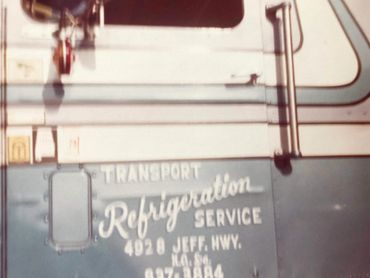 TRANSPORT
Refrigeration
SERVICE
4928 JEFF. HWY.
N.O., La.
837-3884